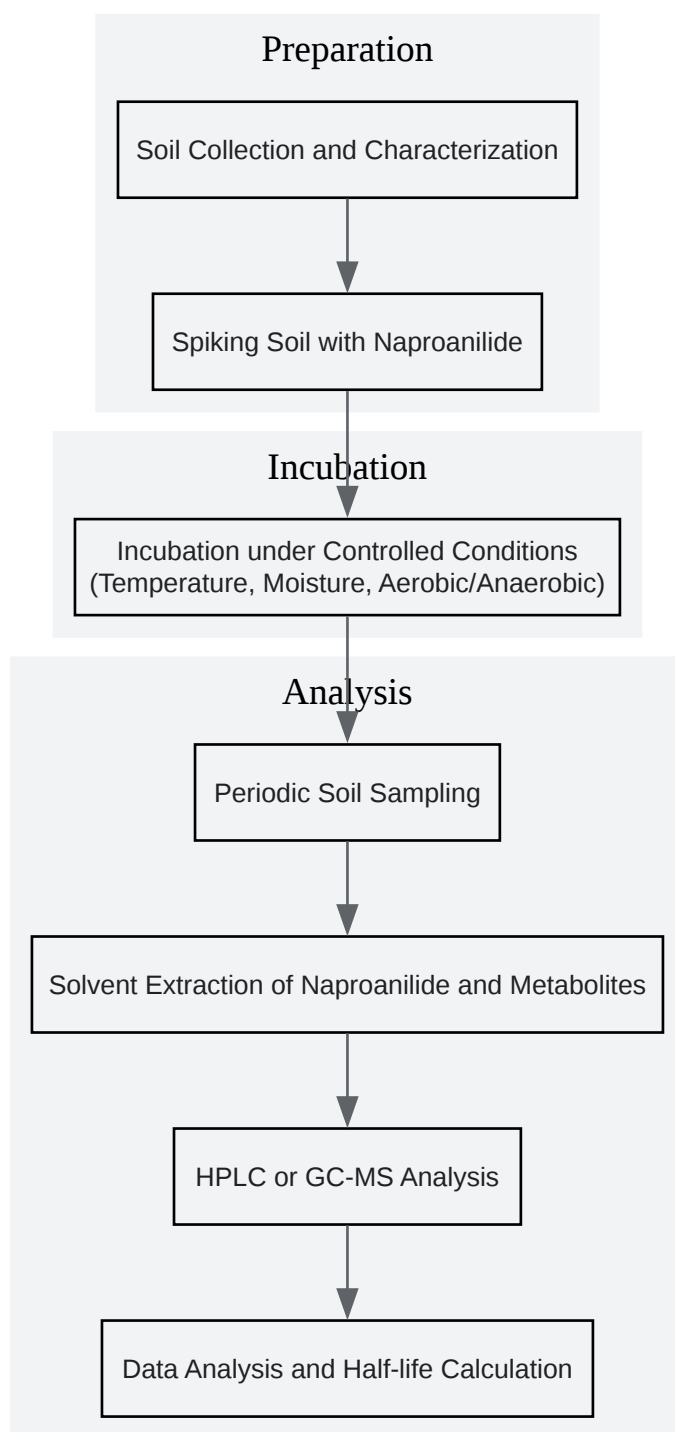 Preparation
Soil Collection and Characterization
Spiking Soil with Naproanilide
Incubation
Incubation under Controlled Conditions
(Temperature, Moisture, Aerobic/Anaerobic)
Analysis
Periodic Soil Sampling
Solvent Extraction of Naproanilide and Metabolites
HPLC or GC-MS Analysis
Data Analysis and Half-life Calculation